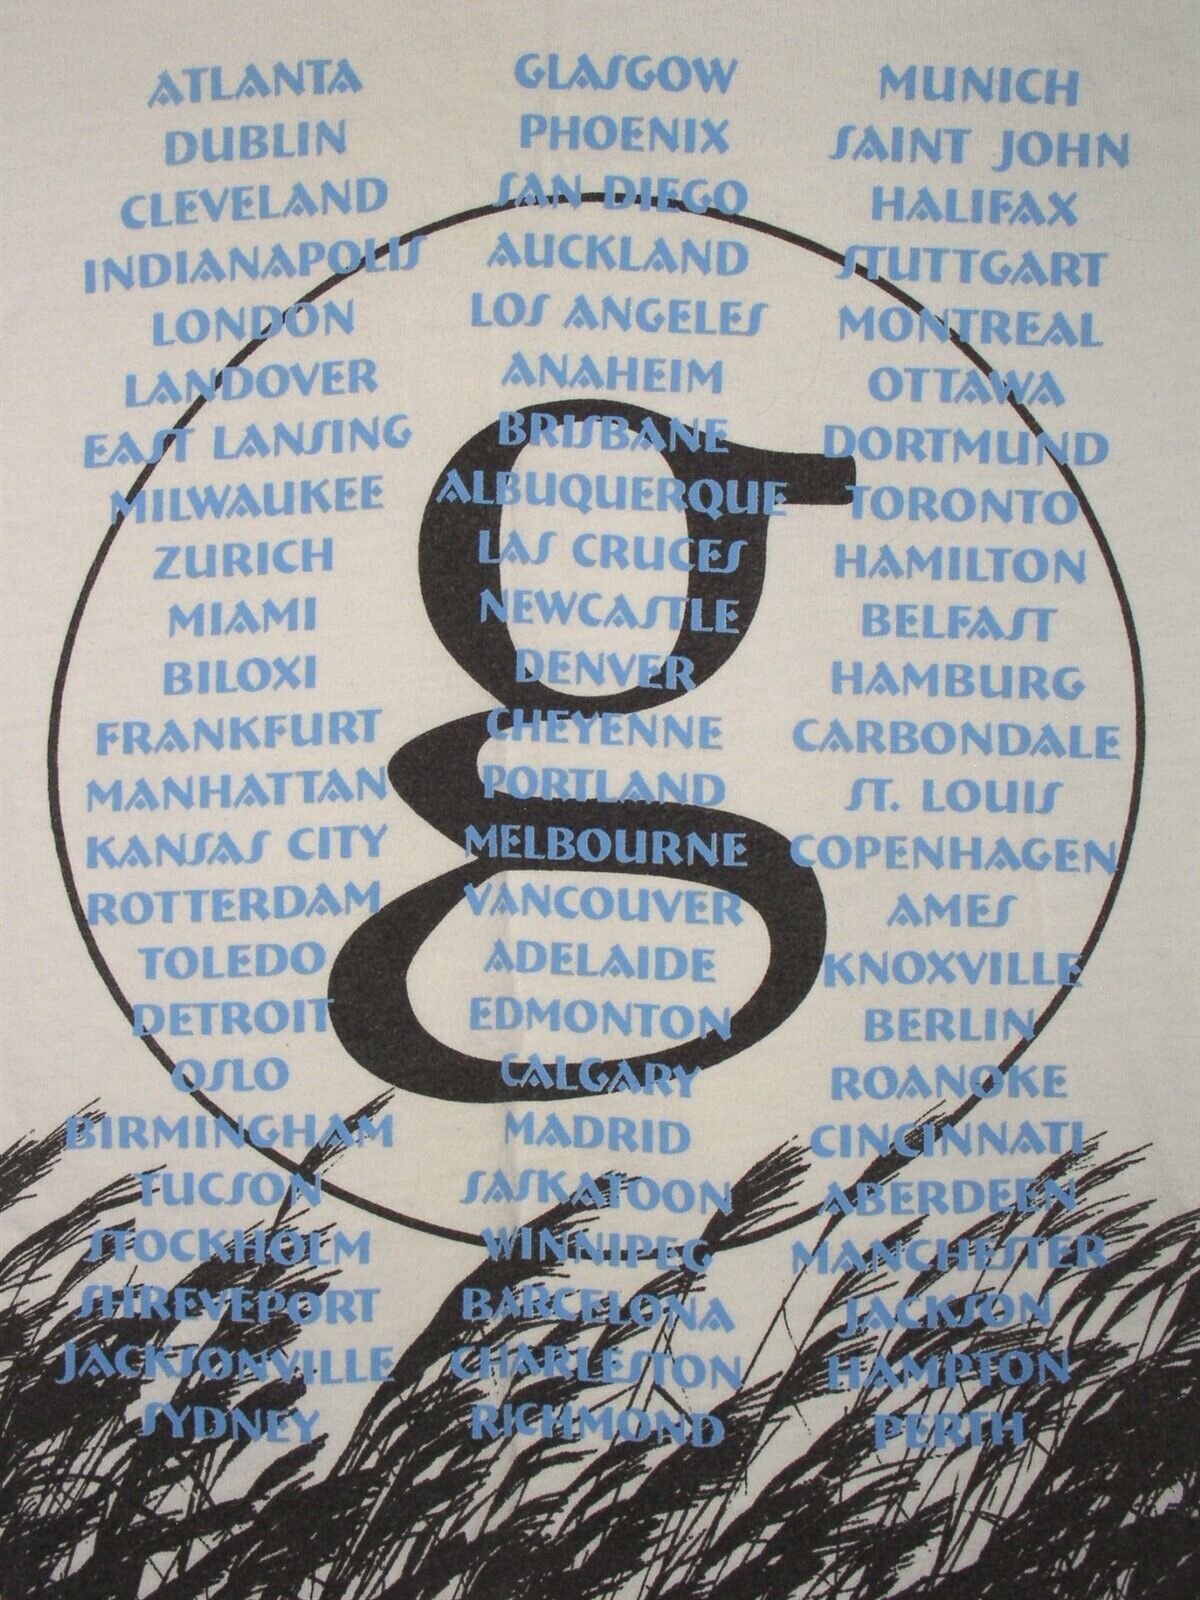 ATLANTA
DUBLIN
CLEVELAND
INDIANAPOLIS
LONDON
LANDOVER
EAST LANSING
MILWAUKEE
ZURICH
MIAMI
BILOXI
FRANKFURT
MANHATTAN
KANSAS CITY
ROTTERDAM
TOLEDO
DETROIT
OSLO
BIRMINGHAM
TUCSON
STOCKHOLM
SHREVEPORT
JACKSONVILLE
SYDNEY
GLASGOW
PHOENIX
SAN DIEGO
AUCKLAND
LOS ANGELES
ANAHEIM
BRISBANE
ALBUQUERQUE
LAS CRUCES
NEWCASTLE
DENVER
CHEYENNE
PORTLAND
MELBOURNE
VANCOUVER
ADELAIDE
EDMONTON
CALGARY
MADRID
SASKATOON
WINNIPEG
BARCELONA
CHARLESTON
RICHMOND
MUNICH
SAINT JOHN
HALIFAX
STUTTGART
MONTREAL
OTTAWA
DORTMUND
TORONTO
HAMILTON
BELFAST
HAMBURG
CARBONDALE
ST. LOUIS
COPENHAGEN
AMES
KNOXVILLE
BERLIN
ROANOKE
CINCINNATI
ABERDEEN
MANCHESTER
JACKSON
HAMPTON
PERTH
g